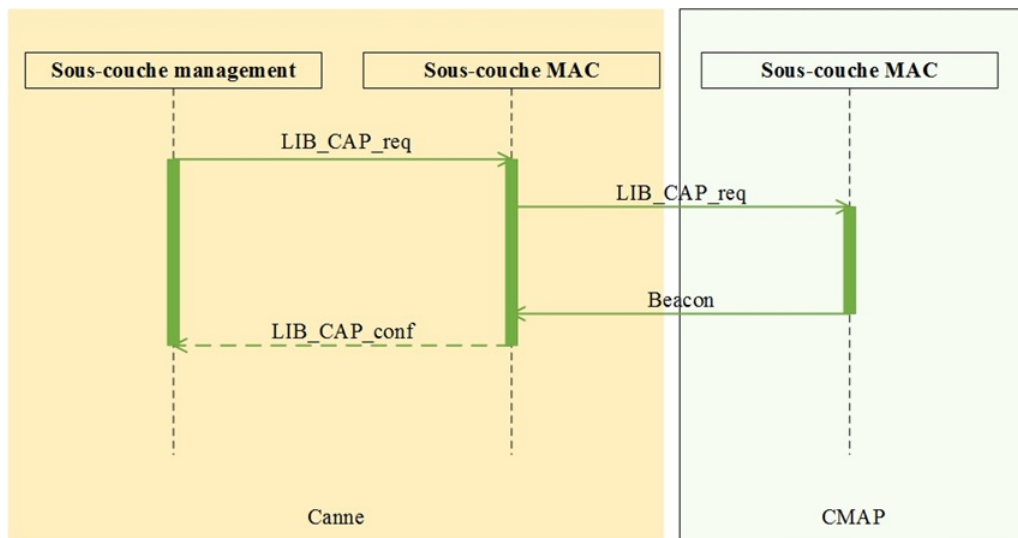 Sous-couche management
Sous-couche MAC
Sous-couche MAC
LIB_CAP_req
LIB_CAP_req
Beacon
LIB_CAP_conf
Canne
CMAP